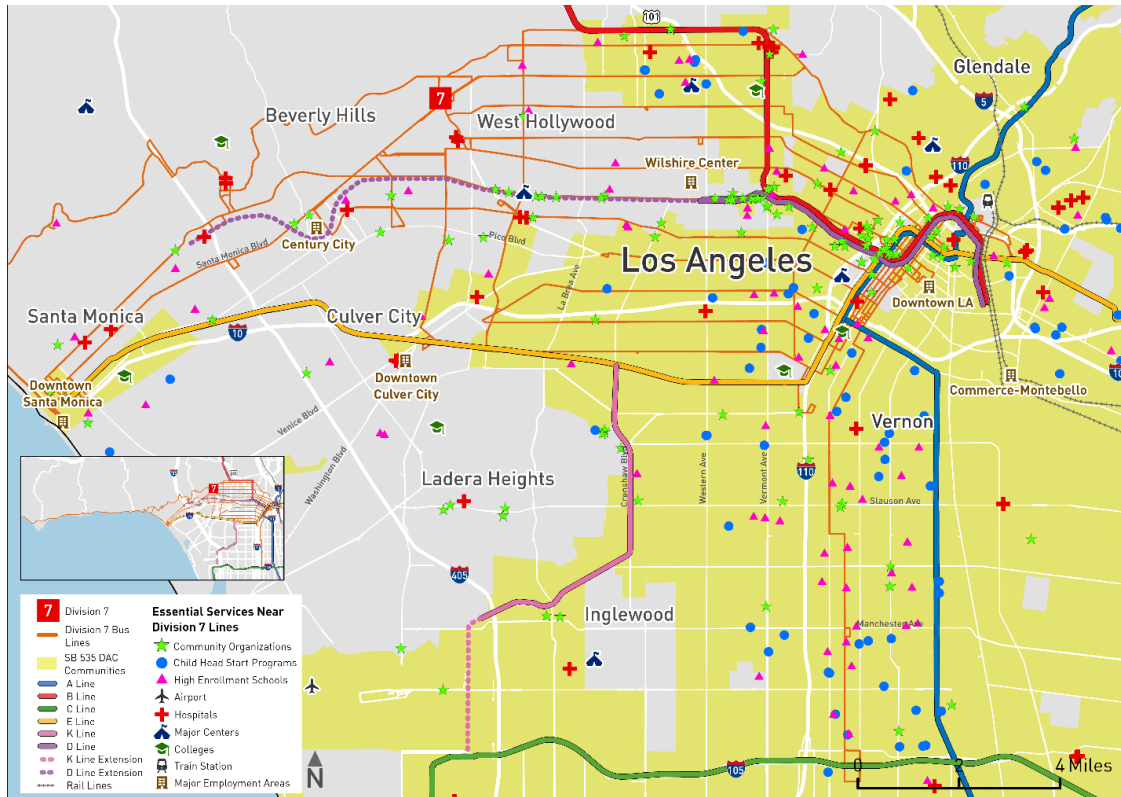 101
Glendale
5
7
Beverly Hills
West Hollywood
Wilshire Center
110
Century City
Santa Monica Blvd
Pico Blvd
La Brea Ave
Los Angeles
Downtown LA
Santa Monica
Culver City
10
10
Downtown
Santa Monica
Downtown
Culver City
Commerce-Montebello
Venice Blvd
Washington Blvd
Vernon
Crenshaw Blvd
Western Ave
Vermont Ave
110
Ladera Heights
Slauson Ave
7
405
Inglewood
Manchester Ave
105
N
0 2 4 Miles
7 Division 7
Division 7 Bus
Lines
SB 535 DAC
Communities
A Line
B Line
C Line
E Line
K Line
D Line
K Line Extension
D Line Extension
Rail Lines
Essential Services Near
Division 7 Lines
Community Organizations
Child Head Start Programs
High Enrollment Schools
Airport
Hospitals
Major Centers
Colleges
Train Station
Major Employment Areas